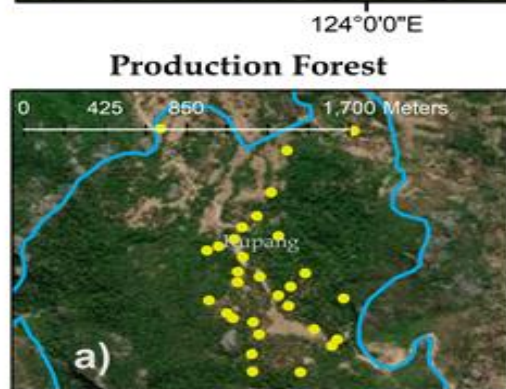 124°0'0"E
Production Forest
0 425 850 1,700 Meters
Kupang
a)